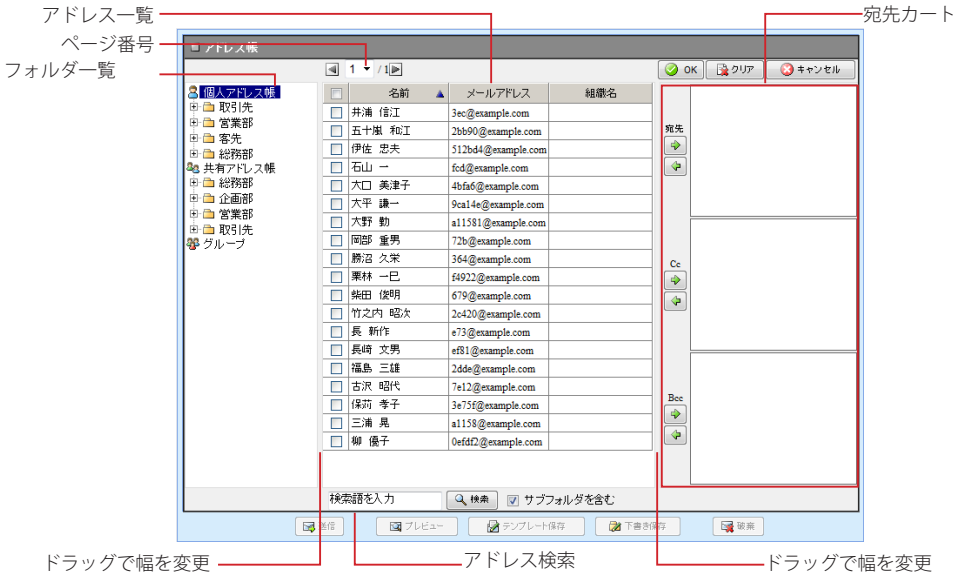 アドレス一覧
宛先カート
ページ番号
フォルダ一覧
アドレス帳
1 / 1
OK クリア キャンセル
個人アドレス帳
取引先
営業部
客先
総務部
共有アドレス帳
総務部
企画部
営業部
取引先
グループ
名前 メールアドレス 組織名
井浦 信江 3ec@example.com
五十嵐 和江 2bb90@example.com
伊佐 忠夫 512bd4@example.com
石山 一 fcd@example.com
大口 美津子 4bfa6@example.com
大平 謙一 9ca14e@example.com
大野 勤 a11581@example.com
岡部 重男 72b@example.com
勝沼 久栄 364@example.com
栗林 一巳 f4922@example.com
柴田 俊明 679@example.com
竹之内 昭次 2c420@example.com
長 新作 e73@example.com
長崎 文男 ef81@example.com
福島 三雄 2dde@example.com
古沢 昭代 7e12@example.com
保苅 孝子 3e75f@example.com
三浦 晃 a1158@example.com
柳 優子 0efdf2@example.com
宛先
Cc
Bcc
検索語を入力 検索 サブフォルダを含む
送信 プレビュー テンプレート保存 下書き保存 破棄
ドラッグで幅を変更 アドレス検索 ドラッグで幅を変更